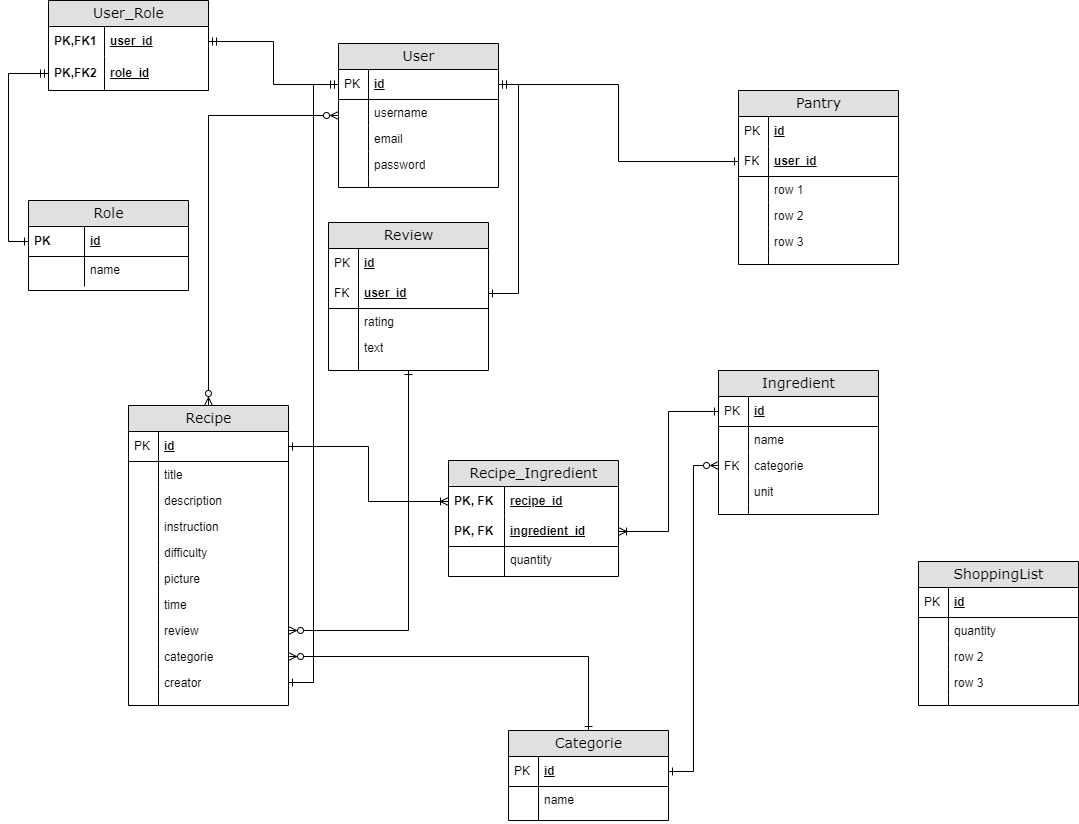 User_Role
PK,FK1 user_id
PK,FK2 role_id
User
PK id
username
email
password
Pantry
PK id
FK user_id
row 1
row 2
row 3
Role
PK id
name
Review
PK id
FK user_id
rating
text
Ingredient
PK id
name
FK categorie
unit
Recipe
PK id
title
description
instruction
difficulty
picture
time
review
categorie
creator
Recipe_Ingredient
PK, FK recipe_id
PK, FK ingredient_id
quantity
ShoppingList
PK id
quantity
row 2
row 3
Categorie
PK id
name